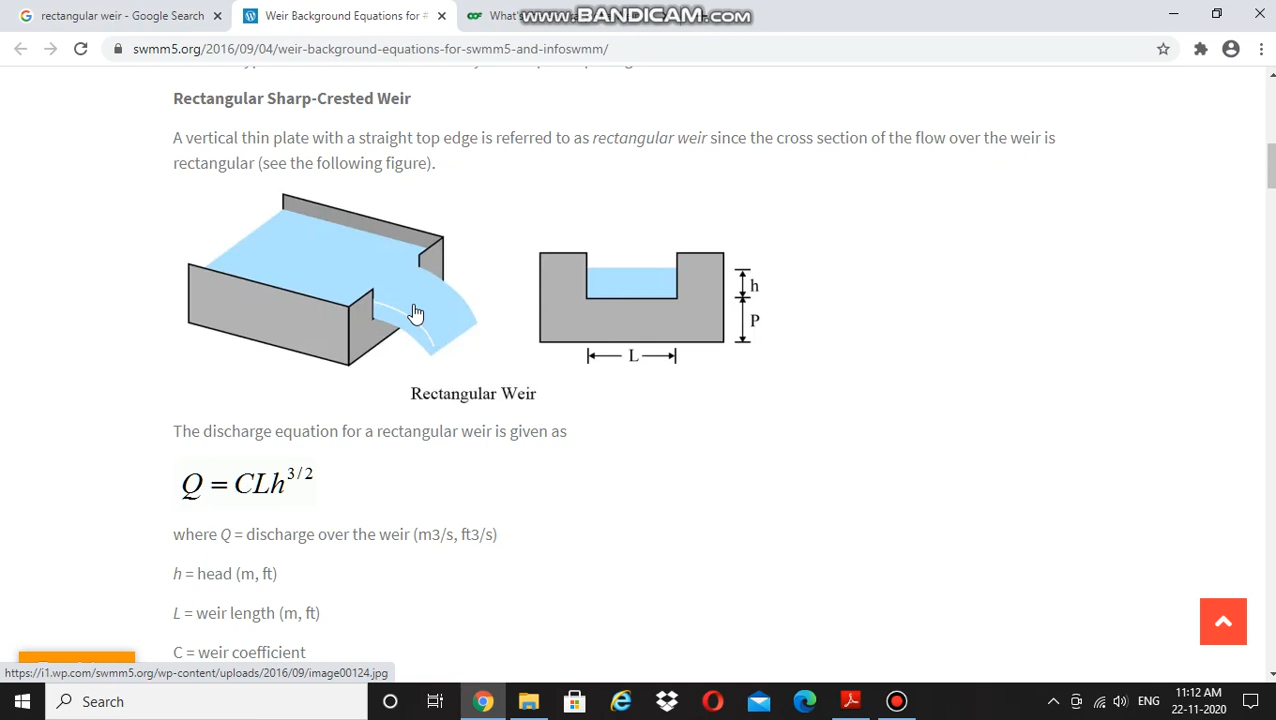 rectangular weir - Google Search
Weir Background Equations for
What's
www.BANDICAM.com
swmm5.org/2016/09/04/weir-background-equations-for-swmm5-and-infoswmm/
Rectangular Sharp-Crested Weir
A vertical thin plate with a straight top edge is referred to as rectangular weir since the cross section of the flow over the weir is
rectangular (see the following figure).
h
P
L
Rectangular Weir
The discharge equation for a rectangular weir is given as
Q = CLh^3/2
where Q = discharge over the weir (m3/s, ft3/s)
h = head (m, ft)
L = weir length (m, ft)
C = weir coefficient
https://i1.wp.com/swmm5.org/wp-content/uploads/2016/09/image00124.jpg
Search
ENG
11:12 AM
22-11-2020